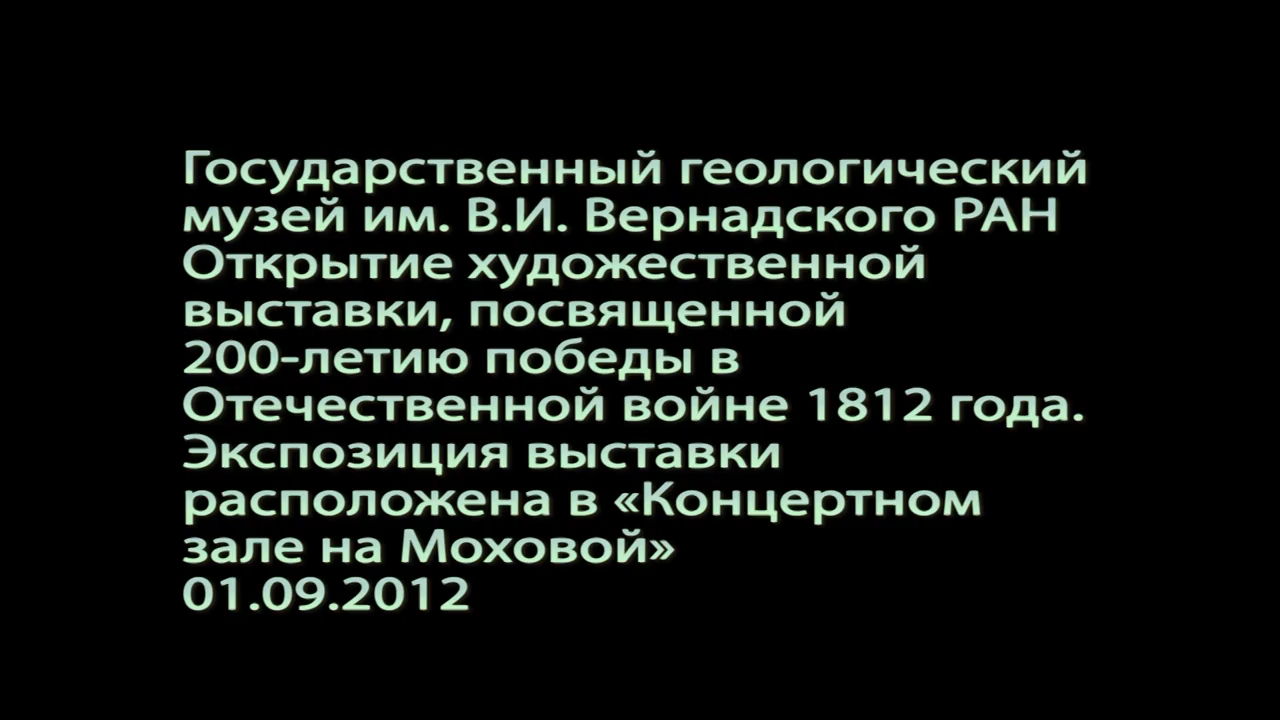 Государственный геологический
музей им. В.И. Вернадского РАН
Открытие художественной
выставки, посвященной
200-летию победы в
Отечественной войне 1812 года.
Экспозиция выставки
расположена в «Концертном
зале на Моховой»
01.09.2012